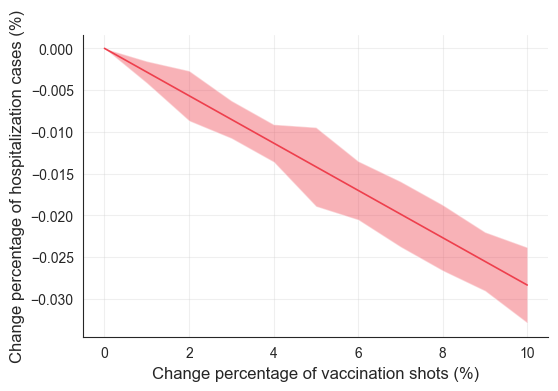 Change percentage of hospitalization cases (%)
0.000
−0.005
−0.010
−0.015
−0.020
−0.025
−0.030
0 2 4 6 8 10
Change percentage of vaccination shots (%)